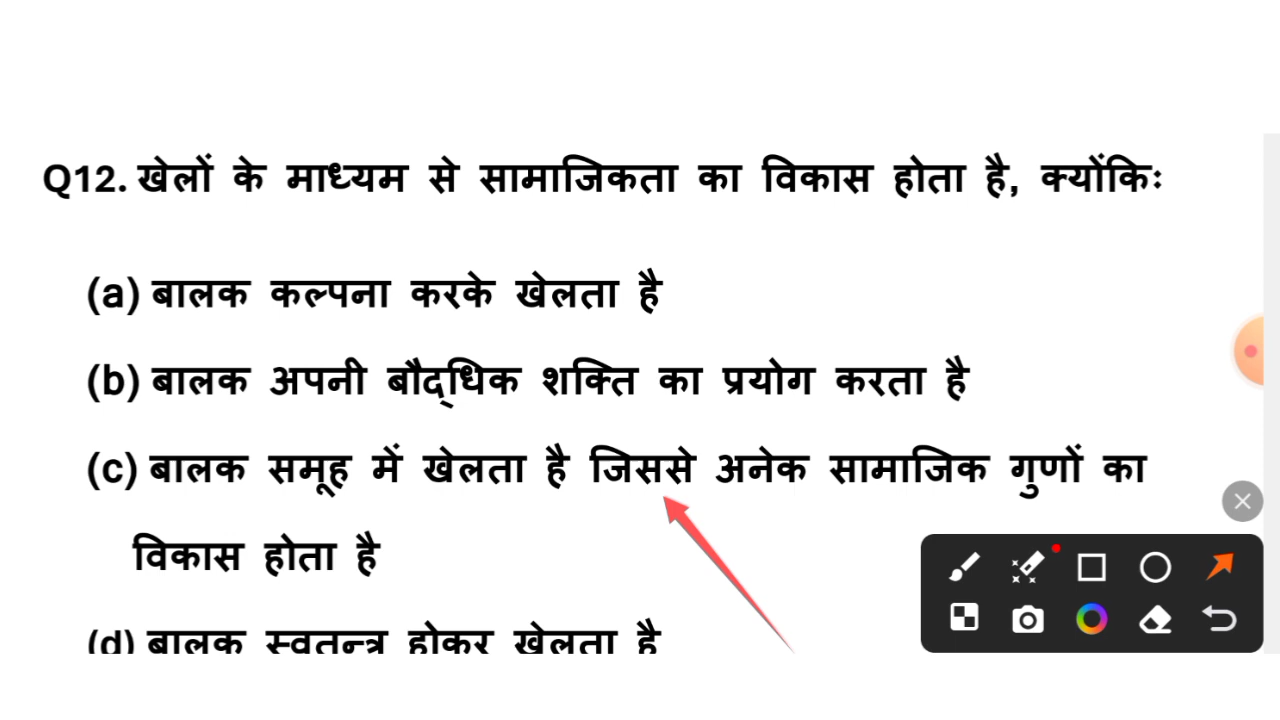 Q12. खेलों के माध्यम से सामाजिकता का विकास होता है, क्योंकिः
(a) बालक कल्पना करके खेलता है
(b) बालक अपनी बौद्धिक शक्ति का प्रयोग करता है
(c) बालक समूह में खेलता है जिससे अनेक सामाजिक गुणों का
विकास होता है
(d) बालक स्वतन्त्र होकर खेलता है